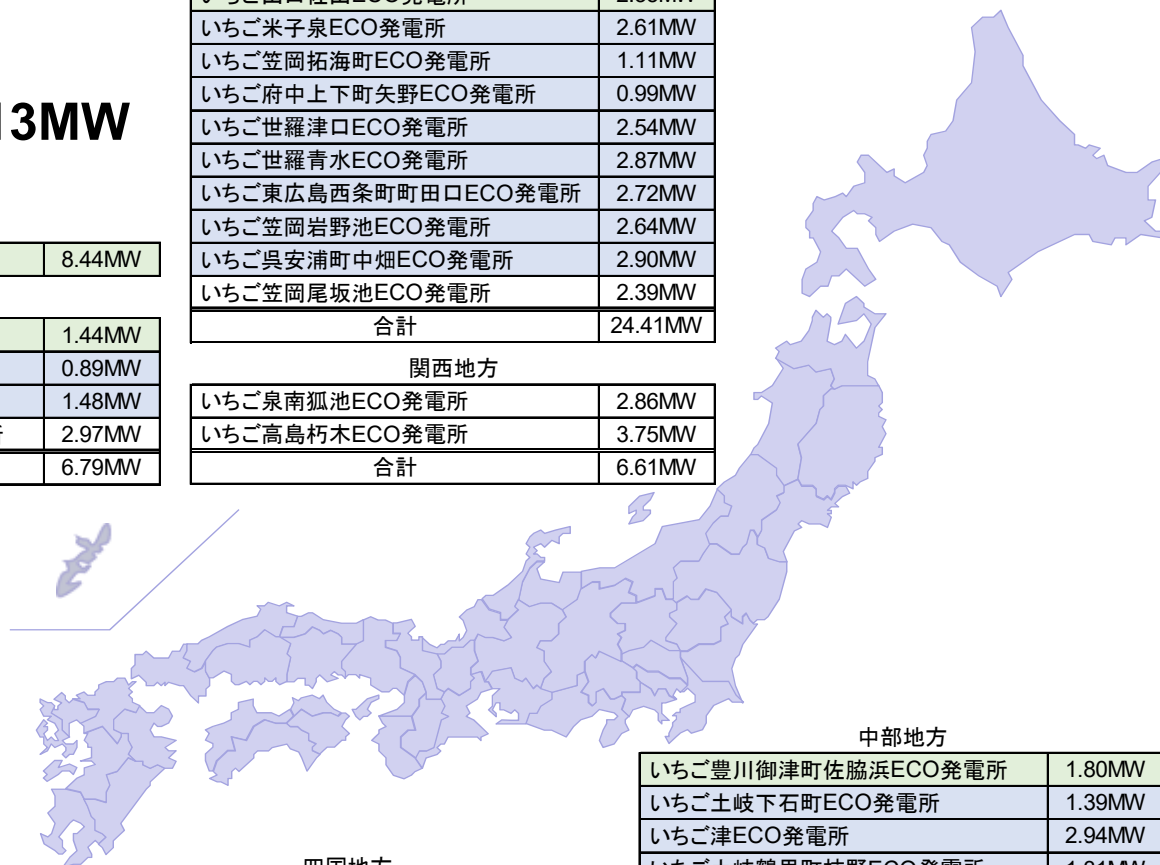 いちご米子泉ECO発電所 2.61MW
いちご笠岡拓海町ECO発電所 1.11MW
いちご府中上下町矢野ECO発電所 0.99MW
いちご世羅津口ECO発電所 2.54MW
いちご世羅青水ECO発電所 2.87MW
いちご東広島西条町町田口ECO発電所 2.72MW
いちご笠岡岩野池ECO発電所 2.64MW
いちご呉安浦町中畑ECO発電所 2.90MW
いちご笠岡尾坂池ECO発電所 2.39MW
合計 24.41MW
関西地方
いちご泉南狐池ECO発電所 2.86MW
いちご高島朽木ECO発電所 3.75MW
合計 6.61MW
13MW
8.44MW
1.44MW
0.89MW
1.48MW
2.97MW
6.79MW
中部地方
いちご豊川御津町佐脇浜ECO発電所 1.80MW
いちご土岐下石町ECO発電所 1.39MW
いちご津ECO発電所 2.94MW
四国地方